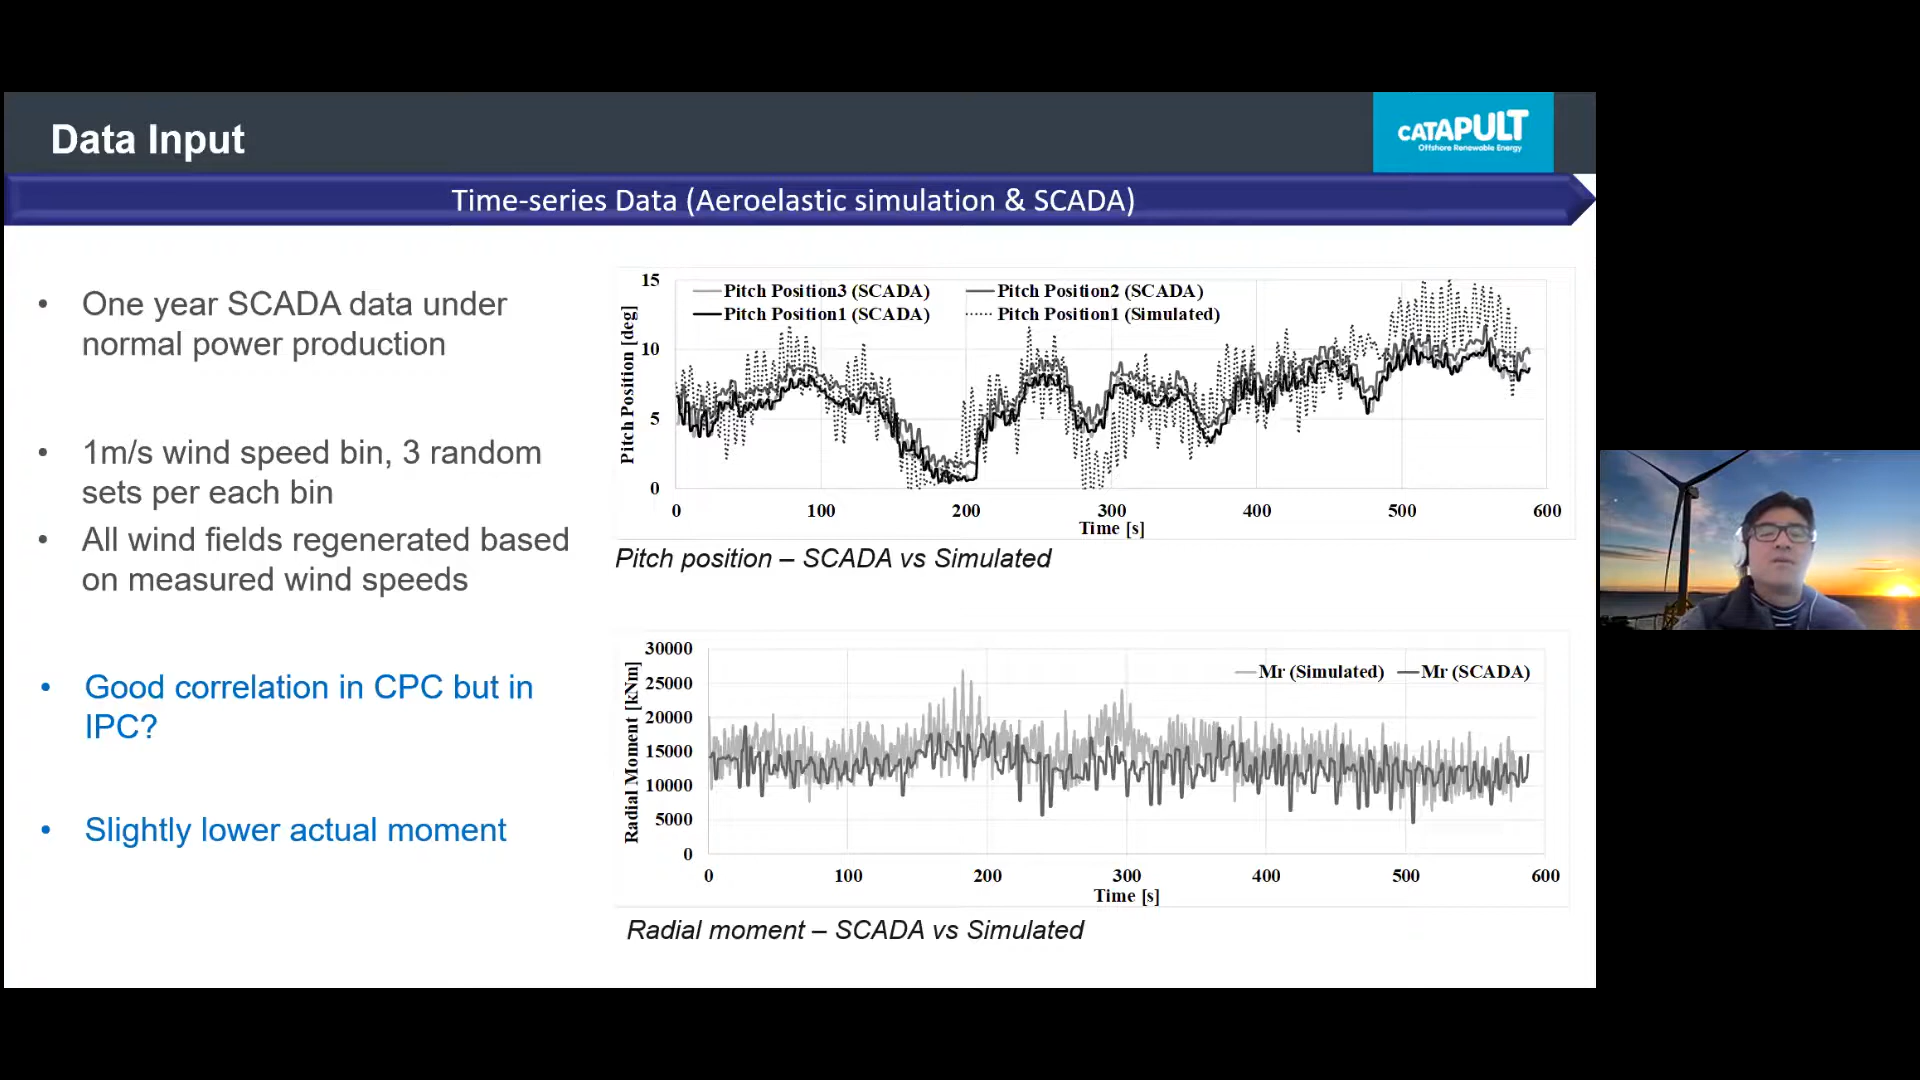 Data Input
CATAPULT
Offshore Renewable Energy
Time-series Data (Aeroelastic simulation & SCADA)
• One year SCADA data under
normal power production
• 1m/s wind speed bin, 3 random
sets per each bin
• All wind fields regenerated based
on measured wind speeds
• Good correlation in CPC but in
IPC?
• Slightly lower actual moment
Pitch Position3 (SCADA) Pitch Position2 (SCADA)
Pitch Position1 (SCADA) Pitch Position1 (Simulated)
Pitch Position [deg]
15
10
5
0
0 100 200 300 400 500 600
Time [s]
Pitch position – SCADA vs Simulated
Mr (Simulated) Mr (SCADA)
Radial Moment [kNm]
30000
25000
20000
15000
10000
5000
0
0 100 200 300 400 500 600
Time [s]
Radial moment – SCADA vs Simulated